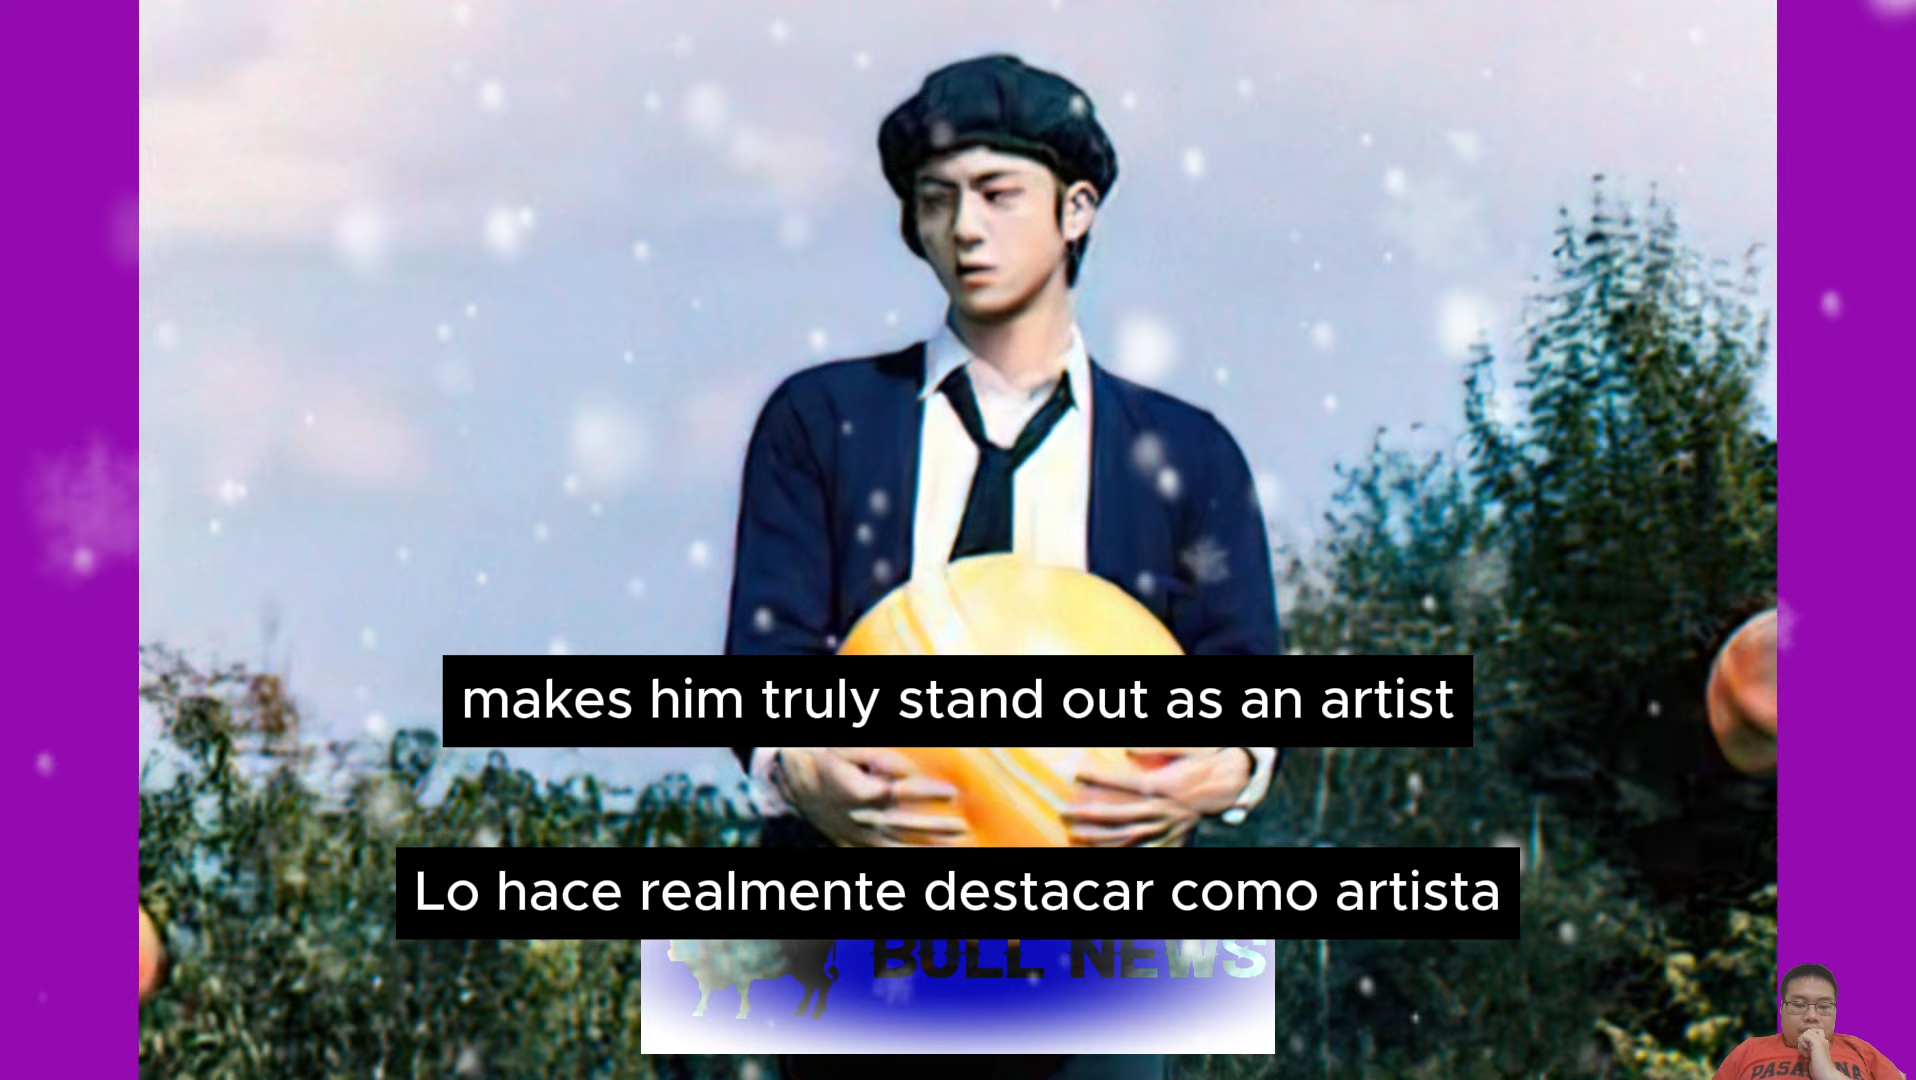 makes him truly stand out as an artist
Lo hace realmente destacar como artista
BULL NEWS